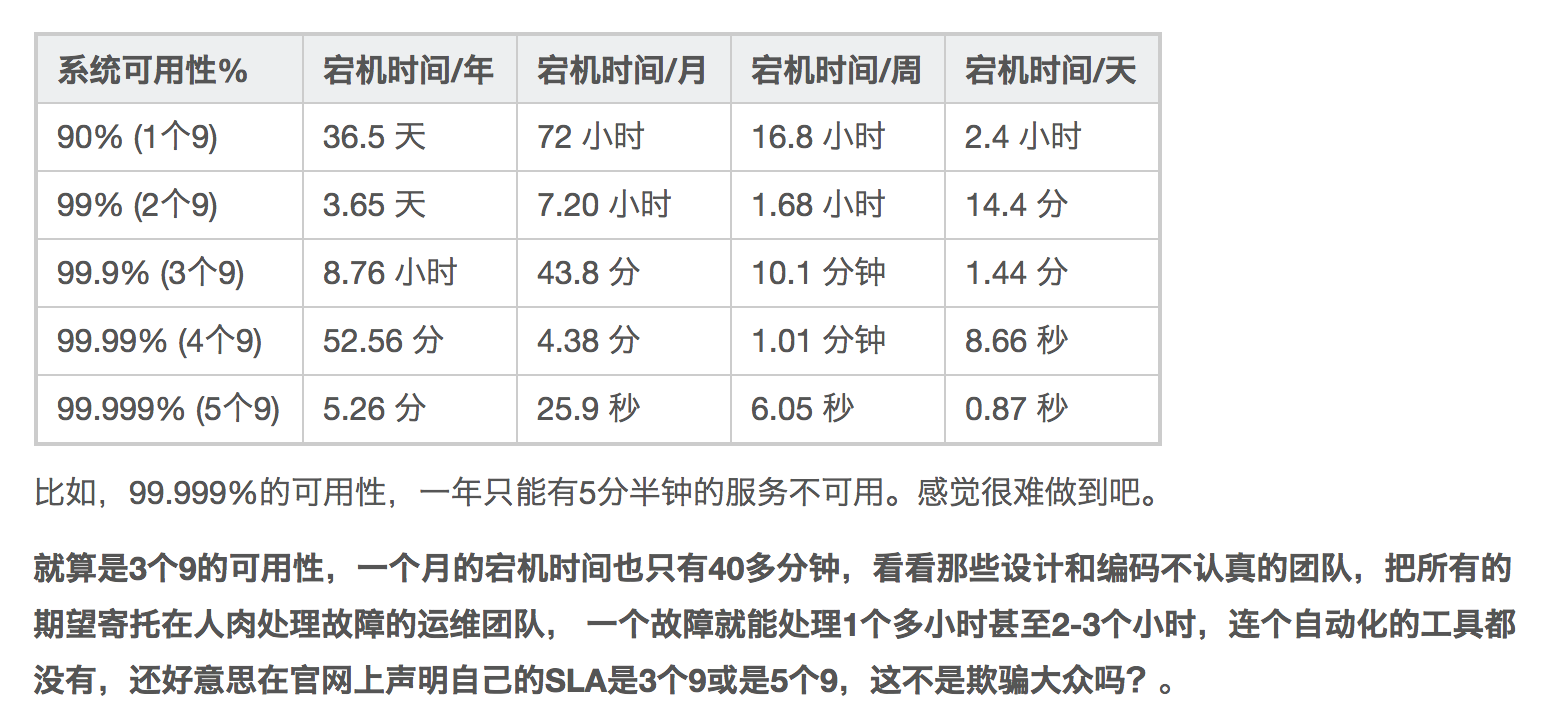 系统可用性% 宕机时间/年 宕机时间/月 宕机时间/周 宕机时间/天
90% (1个9) 36.5 天 72 小时 16.8 小时 2.4 小时
99% (2个9) 3.65 天 7.20 小时 1.68 小时 14.4 分
99.9% (3个9) 8.76 小时 43.8 分 10.1 分钟 1.44 分
99.99% (4个9) 52.56 分 4.38 分 1.01 分钟 8.66 秒
99.999% (5个9) 5.26 分 25.9 秒 6.05 秒 0.87 秒
比如，99.999%的可用性，一年只能有5分半钟的服务不可用。感觉很难做到吧。
就算是3个9的可用性，一个月的宕机时间也只有40多分钟，看看那些设计和编码不认真的团队，把所有的
期望寄托在人肉处理故障的运维团队， 一个故障就能处理1个多小时甚至2-3个小时，连个自动化的工具都
没有，还好意思在官网上声明自己的SLA是3个9或是5个9，这不是欺骗大众吗？。